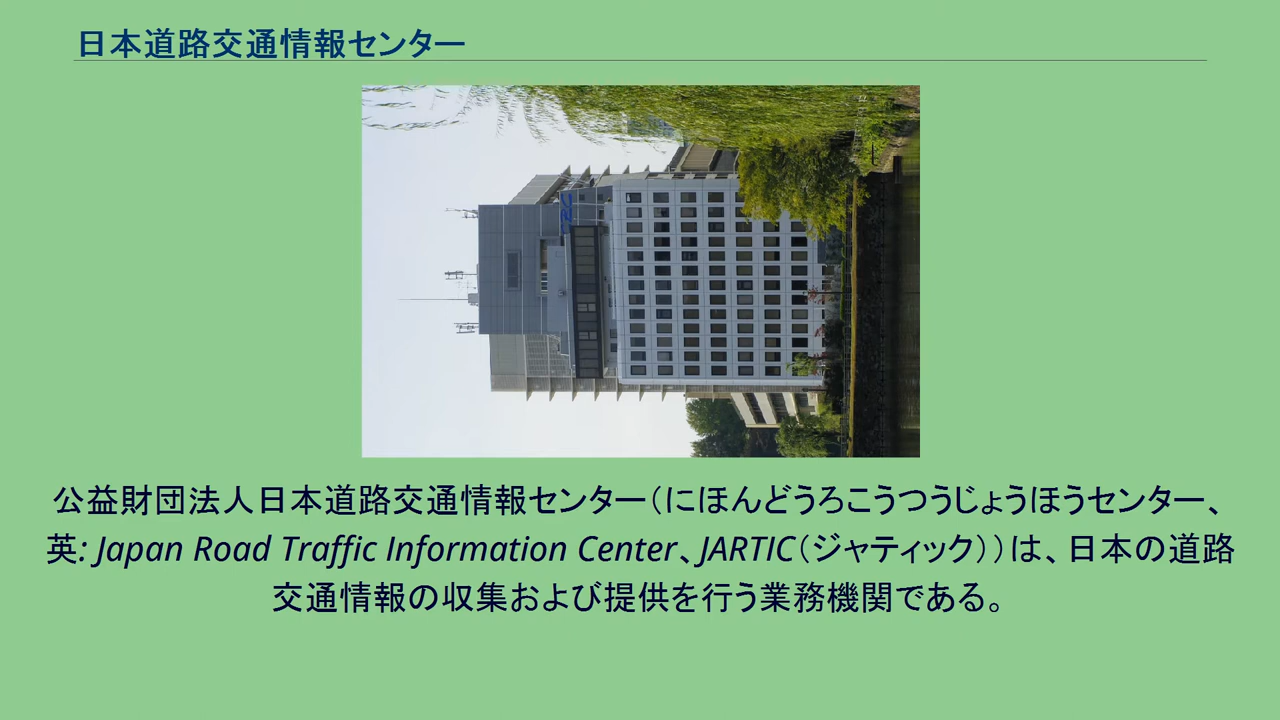 日本道路交通情報センター
公益財団法人日本道路交通情報センター（にほんどうろこうつうじょうほうセンター、
英: Japan Road Traffic Information Center、JARTIC（ジャティック））は、日本の道路
交通情報の収集および提供を行う業務機関である。